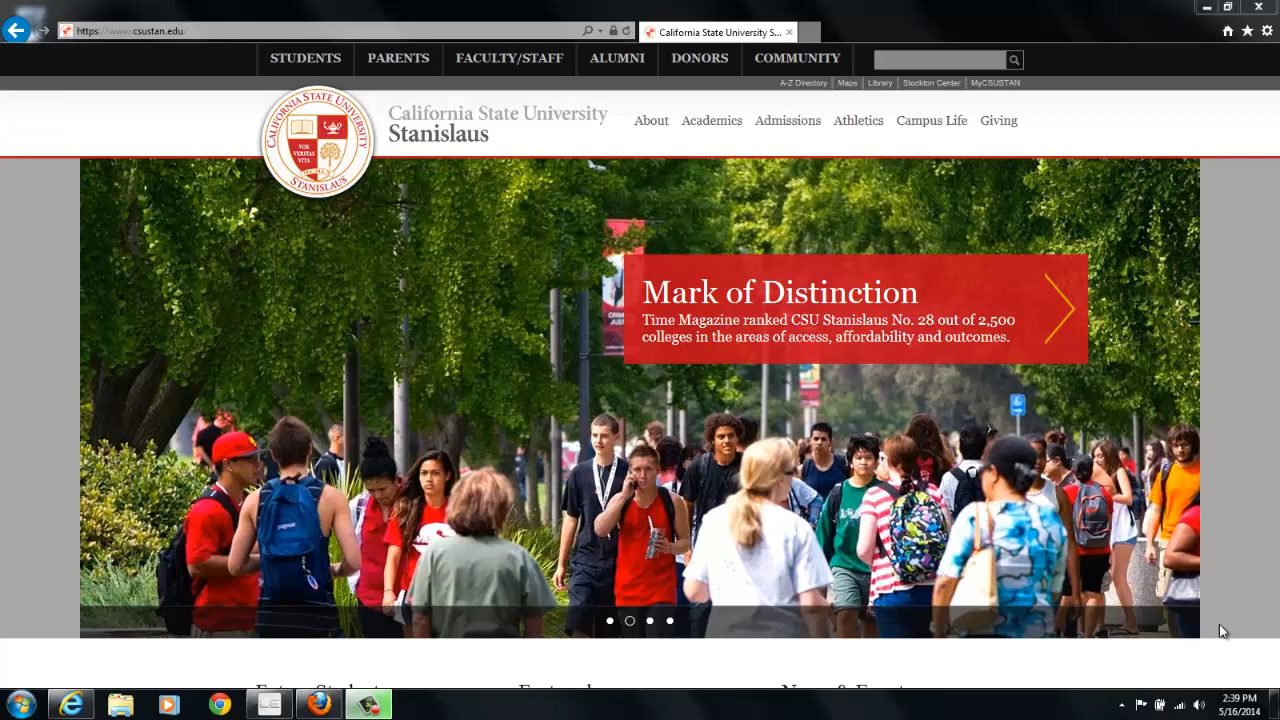 https://www.csustan.edu/
California State University S...
STUDENTS
PARENTS
FACULTY/STAFF
ALUMNI
DONORS
COMMUNITY
A-Z Directory
Maps
Library
Stockton Center
MyCSUSTAN
CALIFORNIA STATE UNIVERSITY
VOX
VERITAS
VITA
STANISLAUS
California State University
Stanislaus
About
Academics
Admissions
Athletics
Campus Life
Giving
Mark of Distinction
Time Magazine ranked CSU Stanislaus No. 28 out of 2,500
colleges in the areas of access, affordability and outcomes.
2:39 PM
5/16/2014